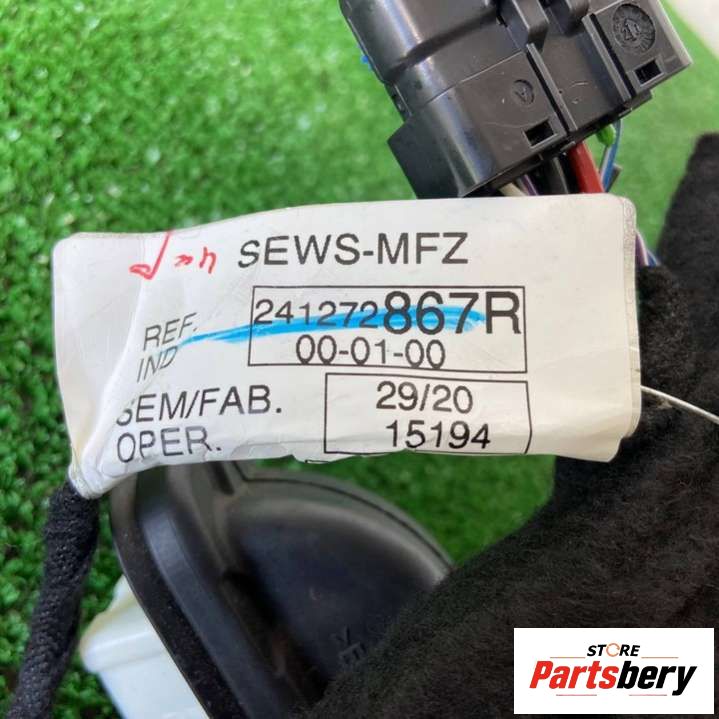 SEWS-MFZ
REF. 241272867R
IND 00-01-00
SEM/FAB. 29/20
OPER. 15194
STORE
Partsbery